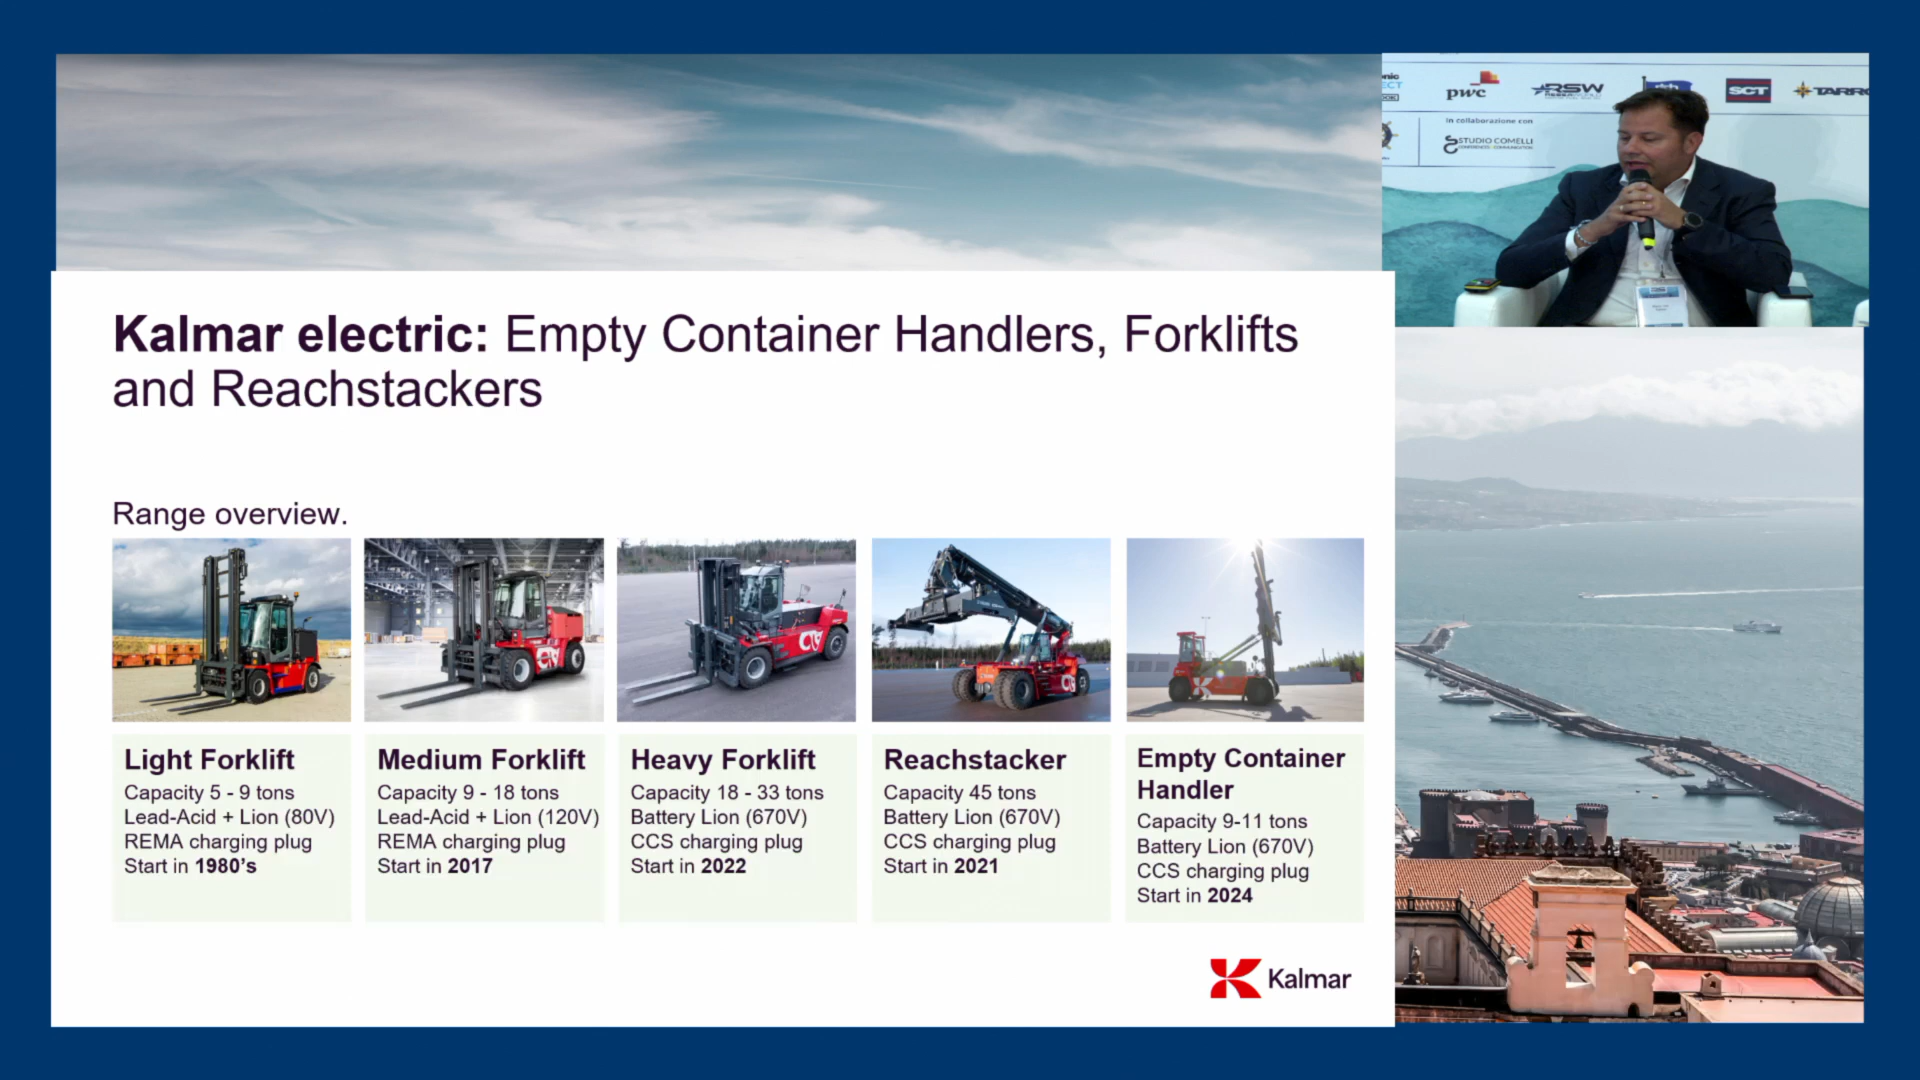 Kalmar electric: Empty Container Handlers, Forklifts
and Reachstackers
Range overview.
Light Forklift
Capacity 5 - 9 tons
Lead-Acid + Lion (80V)
REMA charging plug
Start in 1980's
Medium Forklift
Capacity 9 - 18 tons
Lead-Acid + Lion (120V)
REMA charging plug
Start in 2017
Heavy Forklift
Capacity 18 - 33 tons
Battery Lion (670V)
CCS charging plug
Start in 2022
Reachstacker
Capacity 45 tons
Battery Lion (670V)
CCS charging plug
Start in 2021
Empty Container
Handler
Capacity 9-11 tons
Battery Lion (670V)
CCS charging plug
Start in 2024
Kalmar
pwc
RSW
SCT
In collaborazione con
STUDIO COMELLI